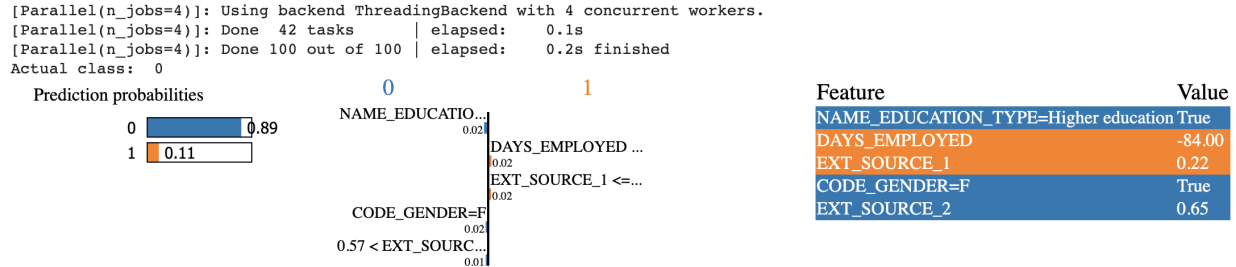 [Parallel(n_jobs=4)]: Using backend ThreadingBackend with 4 concurrent workers.
[Parallel(n_jobs=4)]: Done  42 tasks      | elapsed:    0.1s
[Parallel(n_jobs=4)]: Done 100 out of 100 | elapsed:    0.2s finished
Actual class:  0
Prediction probabilities
0 0.89
1 0.11
0 1
NAME_EDUCATIO...
0.02
DAYS_EMPLOYED ...
0.02
EXT_SOURCE_1 <=...
0.02
CODE_GENDER=F
0.02
0.57 < EXT_SOURC...
0.01
Feature Value
NAME_EDUCATION_TYPE=Higher education True
DAYS_EMPLOYED -84.00
EXT_SOURCE_1 0.22
CODE_GENDER=F True
EXT_SOURCE_2 0.65